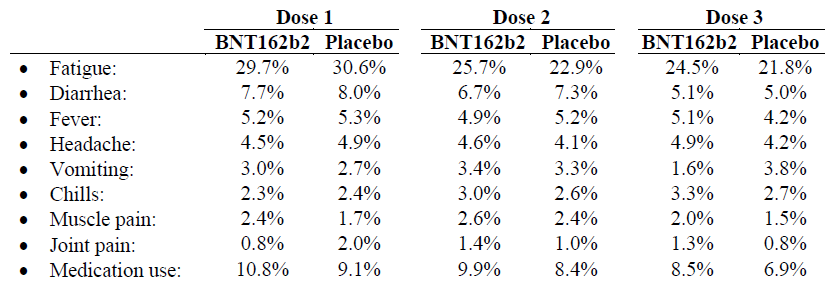 Dose 1 Dose 2 Dose 3
BNT162b2 Placebo BNT162b2 Placebo BNT162b2 Placebo
• Fatigue: 29.7% 30.6% 25.7% 22.9% 24.5% 21.8%
• Diarrhea: 7.7% 8.0% 6.7% 7.3% 5.1% 5.0%
• Fever: 5.2% 5.3% 4.9% 5.2% 5.1% 4.2%
• Headache: 4.5% 4.9% 4.6% 4.1% 4.9% 4.2%
• Vomiting: 3.0% 2.7% 3.4% 3.3% 1.6% 3.8%
• Chills: 2.3% 2.4% 3.0% 2.6% 3.3% 2.7%
• Muscle pain: 2.4% 1.7% 2.6% 2.4% 2.0% 1.5%
• Joint pain: 0.8% 2.0% 1.4% 1.0% 1.3% 0.8%
• Medication use: 10.8% 9.1% 9.9% 8.4% 8.5% 6.9%